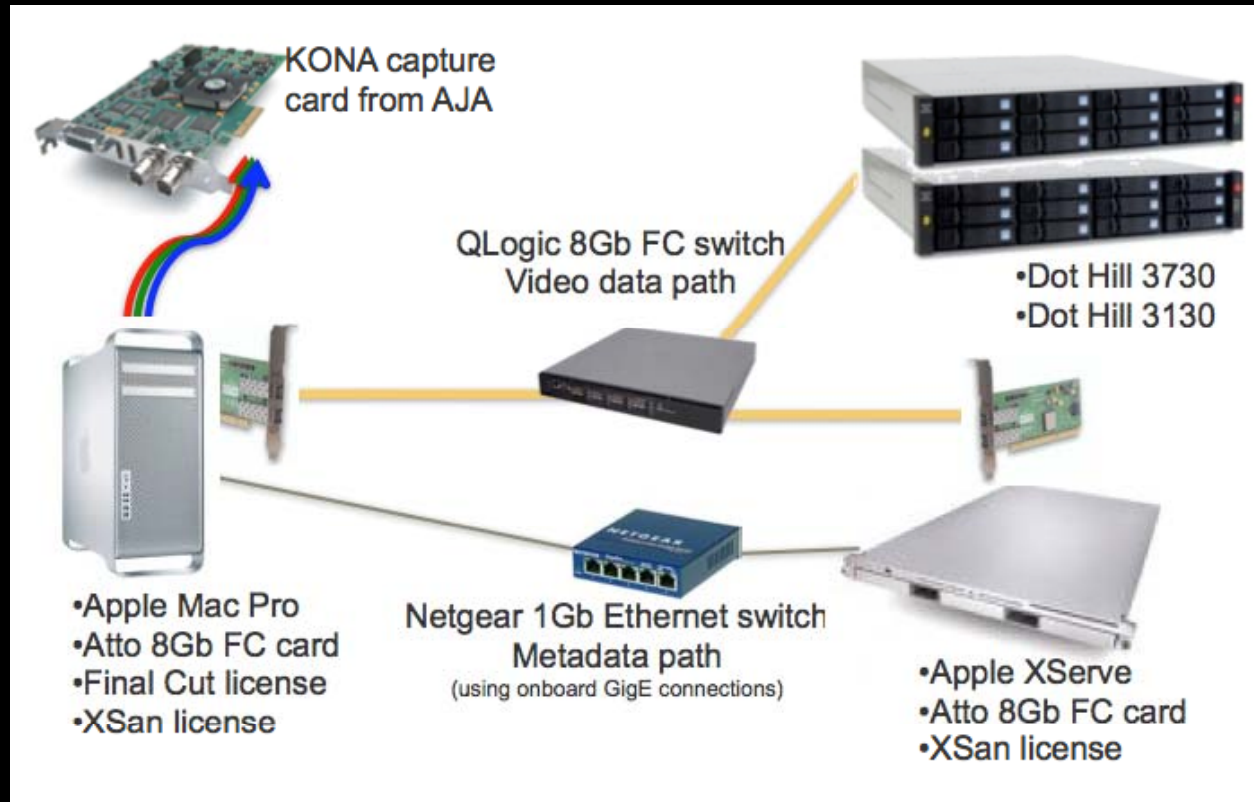 KONA capture
card from AJA
QLogic 8Gb FC switch
Video data path
•Dot Hill 3730
•Dot Hill 3130
NETGEAR
•Apple Mac Pro
•Atto 8Gb FC card
•Final Cut license
•XSan license
Netgear 1Gb Ethernet switch
Metadata path
(using onboard GigE connections)
•Apple XServe
•Atto 8Gb FC card
•XSan license